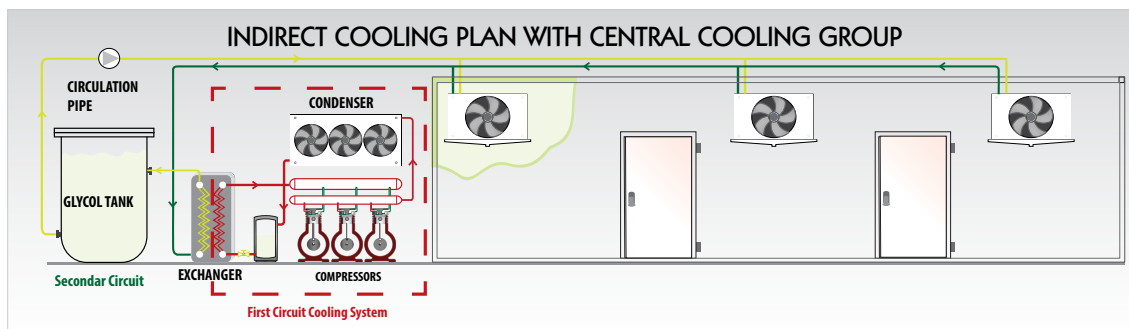 INDIRECT COOLING PLAN WITH CENTRAL COOLING GROUP
CIRCULATION
PIPE
CONDENSER
GLYCOL TANK
EXCHANGER
COMPRESSORS
Secondar Circuit
First Circuit Cooling System